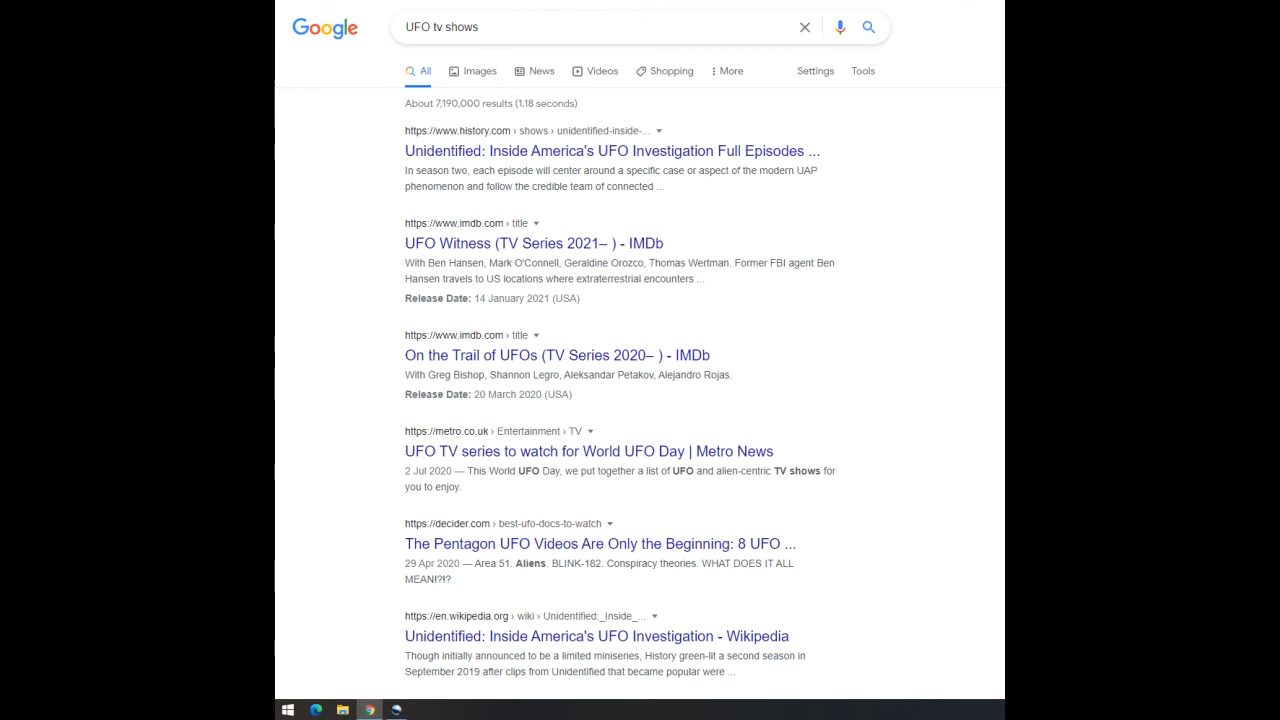 Google
UFO tv shows
All Images News Videos Shopping More Settings Tools
About 7,190,000 results (1.18 seconds)
https://www.history.com › shows › unidentified-inside-...
Unidentified: Inside America's UFO Investigation Full Episodes ...
In season two, each episode will center around a specific case or aspect of the modern UAP
phenomenon and follow the credible team of connected ...
https://www.imdb.com › title
UFO Witness (TV Series 2021– ) - IMDb
With Ben Hansen, Mark O'Connell, Geraldine Orozco, Thomas Wertman. Former FBI agent Ben
Hansen travels to US locations where extraterrestrial encounters ...
Release Date: 14 January 2021 (USA)
https://www.imdb.com › title
On the Trail of UFOs (TV Series 2020– ) - IMDb
With Greg Bishop, Shannon Legro, Aleksandar Petakov, Alejandro Rojas.
Release Date: 20 March 2020 (USA)
https://metro.co.uk › Entertainment › TV
UFO TV series to watch for World UFO Day | Metro News
2 Jul 2020 — This World UFO Day, we put together a list of UFO and alien-centric TV shows for
you to enjoy.
https://decider.com › best-ufo-docs-to-watch
The Pentagon UFO Videos Are Only the Beginning: 8 UFO ...
29 Apr 2020 — Area 51. Aliens. BLINK-182. Conspiracy theories. WHAT DOES IT ALL
MEAN!?!?
https://en.wikipedia.org › wiki › Unidentified:_Inside_...
Unidentified: Inside America's UFO Investigation - Wikipedia
Though initially announced to be a limited miniseries, History green-lit a second season in
September 2019 after clips from Unidentified that became popular were ...